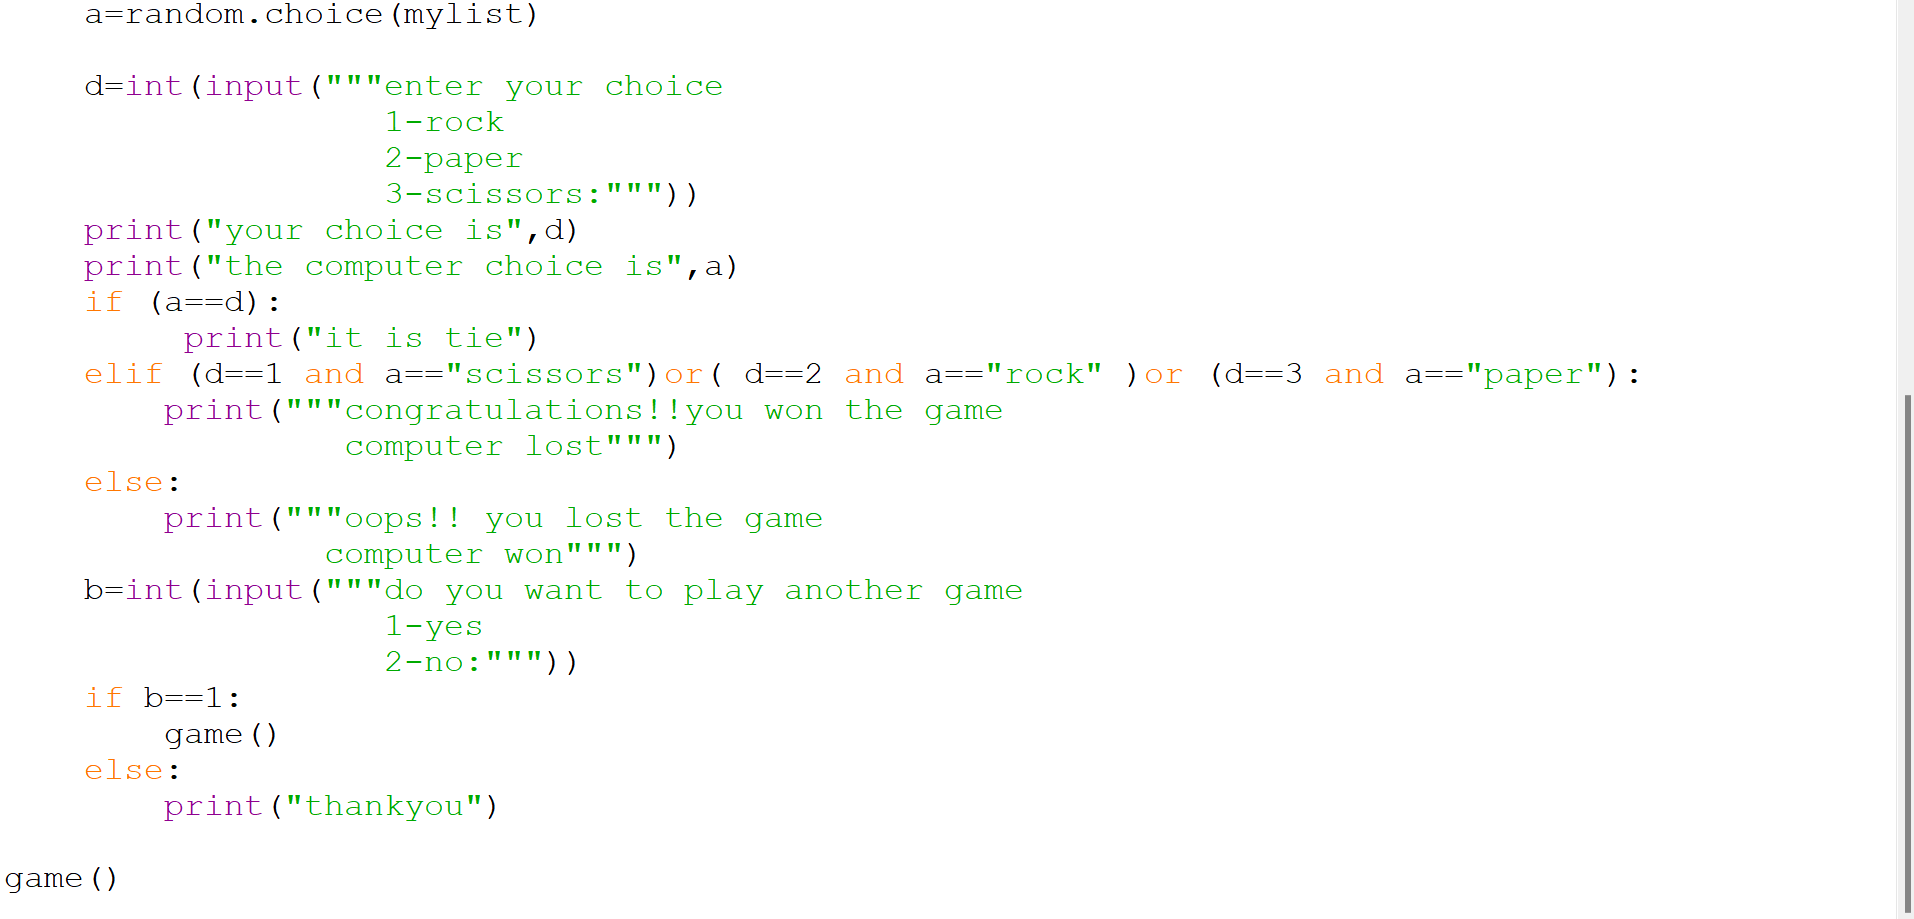 a=random.choice(mylist)
d=int(input("""enter your choice
1-rock
2-paper
3-scissors:"""))
print("your choice is",d)
print("the computer choice is",a)
if (a==d):
print("it is tie")
elif (d==1 and a=="scissors")or( d==2 and a=="rock" )or (d==3 and a=="paper"):
print("""congratulations!!you won the game
computer lost""")
else:
print("""oops!! you lost the game
computer won""")
b=int(input("""do you want to play another game
1-yes
2-no:"""))
if b==1:
game()
else:
print("thankyou")
game()